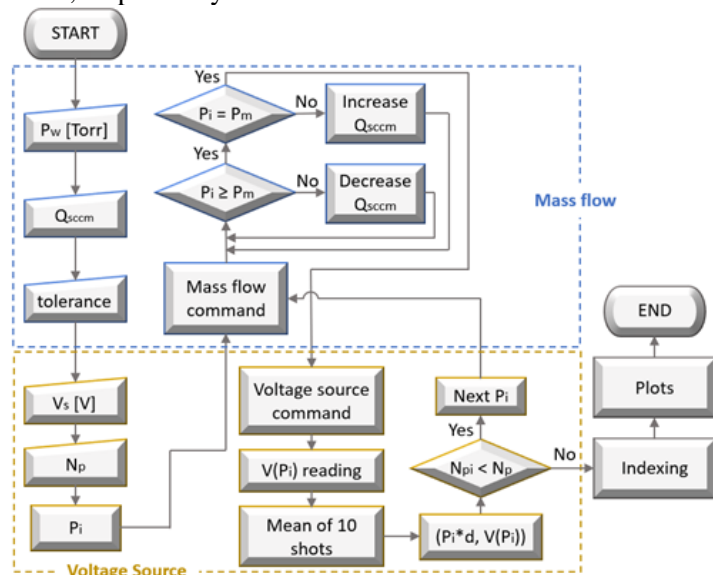 START
Pw [Torr]
Qsccm
tolerance
Yes
Pi = Pm
No
Increase
Qsccm
Yes
Pi ≥ Pm
No
Decrease
Qsccm
Mass flow
Mass flow
command
Vs [V]
Np
Pi
Voltage source
command
V(Pi) reading
Mean of 10
shots
(Pi*d, V(Pi))
Npi < Np
Yes
Next Pi
No
Indexing
Plots
END
Voltage Source